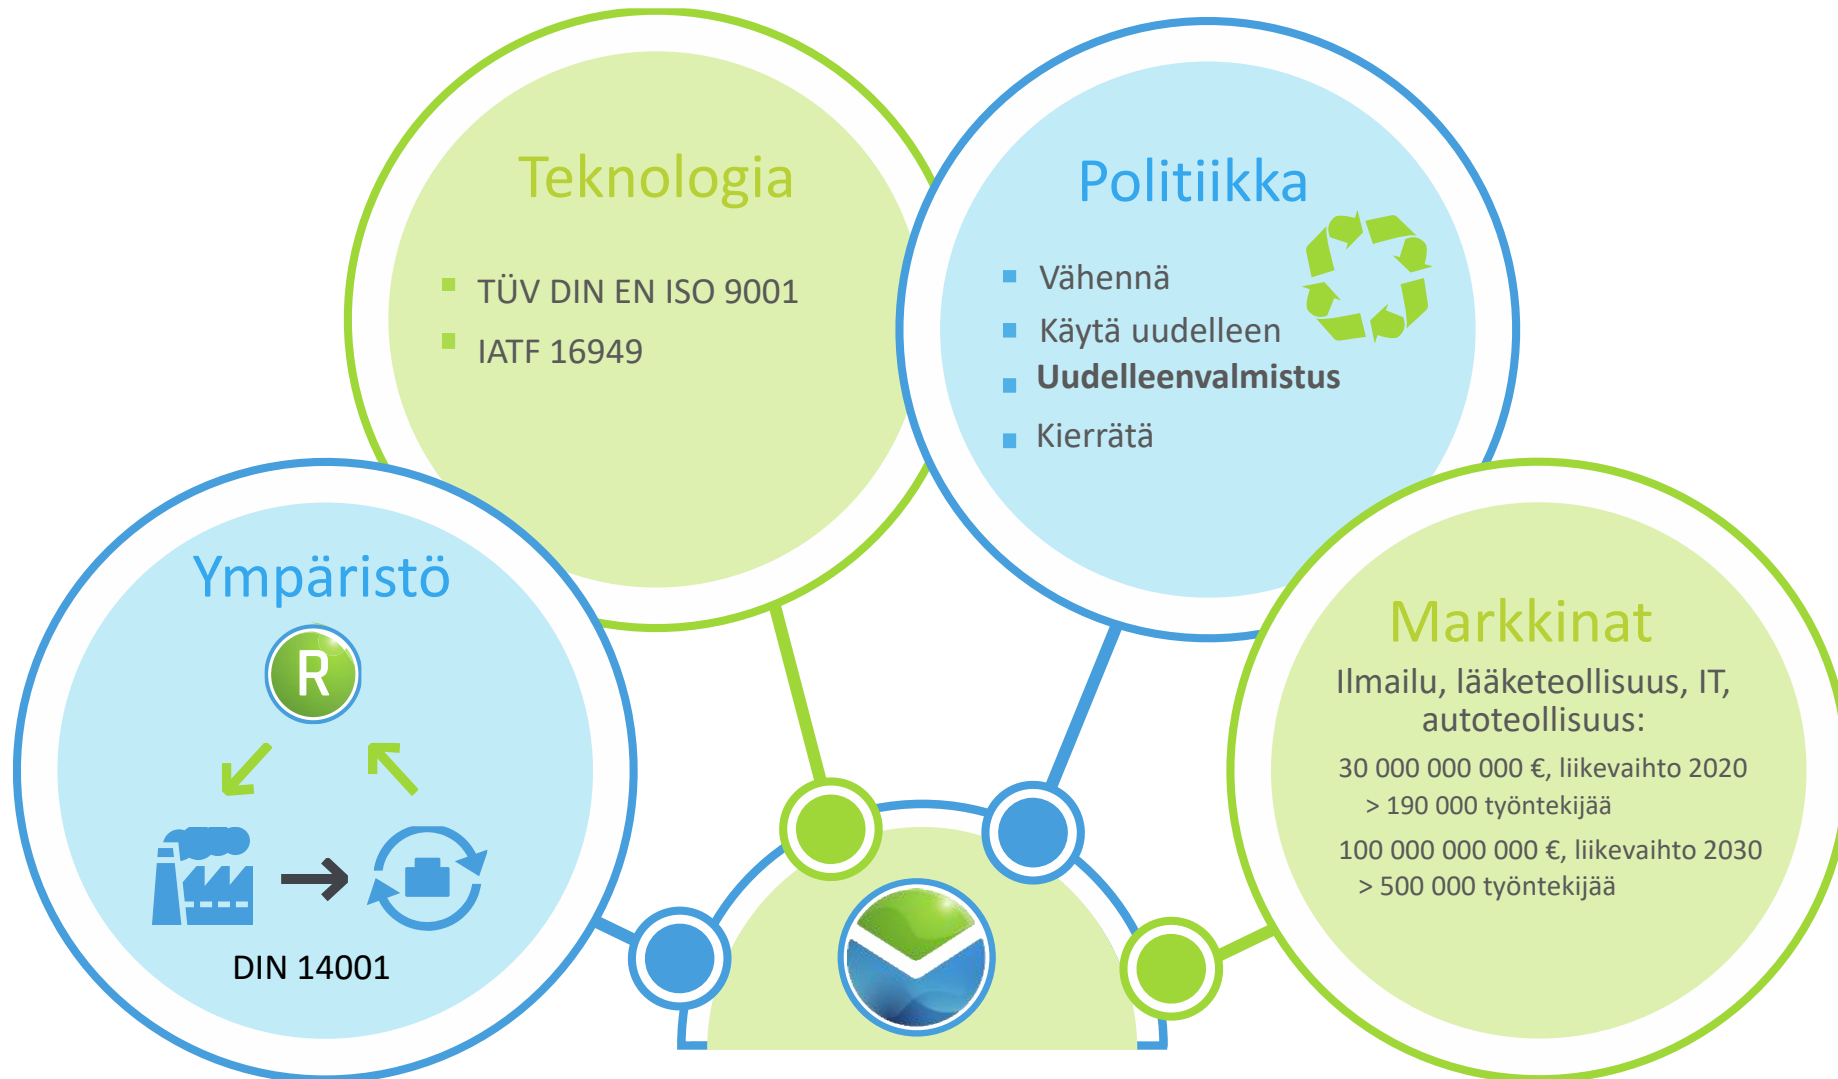 Teknologia
TÜV DIN EN ISO 9001
IATF 16949
Politiikka
Vähennä
Käytä uudelleen
Uudelleenvalmistus
Kierrätä
Ympäristö
R
DIN 14001
Markkinat
Ilmailu, lääketeollisuus, IT,
autoteollisuus:
30 000 000 000 €, liikevaihto 2020
> 190 000 työntekijää
100 000 000 000 €, liikevaihto 2030
> 500 000 työntekijää